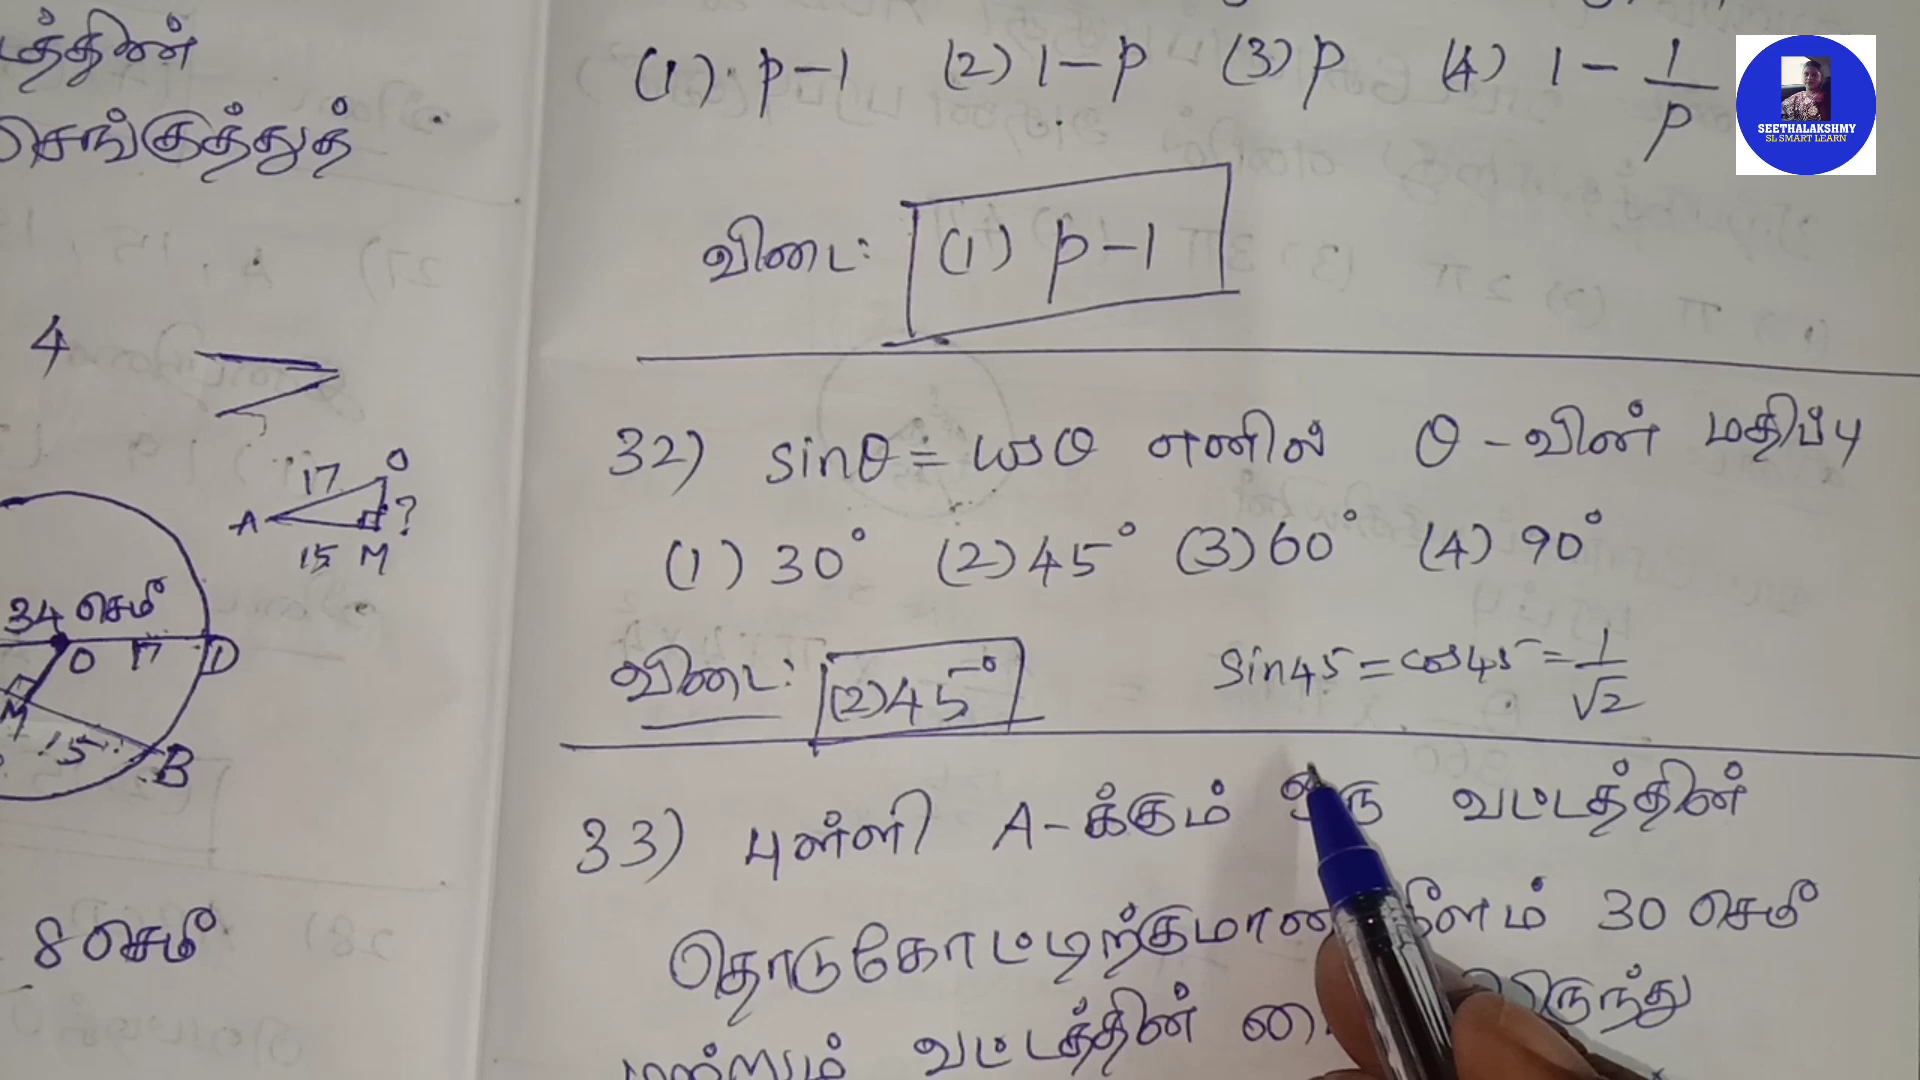 த்தின்
செங்குத்துத்
4
17 O
A ?
15 M
34 செமீ
O 17 D
M
15 B
8 செமீ
(1) p-1 (2) 1-p (3) p (4) 1 - 1/p
விடை: (1) p-1
32) sinθ = cosθ எனில் θ - வின் மதிப்பு
(1) 30° (2) 45° (3) 60° (4) 90°
விடை: (2) 45° sin45 = cos45 = 1/√2
33) புள்ளி A-க்கும் ஒரு வட்டத்தின்
தொடுகோட்டிற்குமான நீளம் 30 செமீ
மற்றும் வட்டத்தின்
SEETHALAKSHMY
SL SMART LEARN